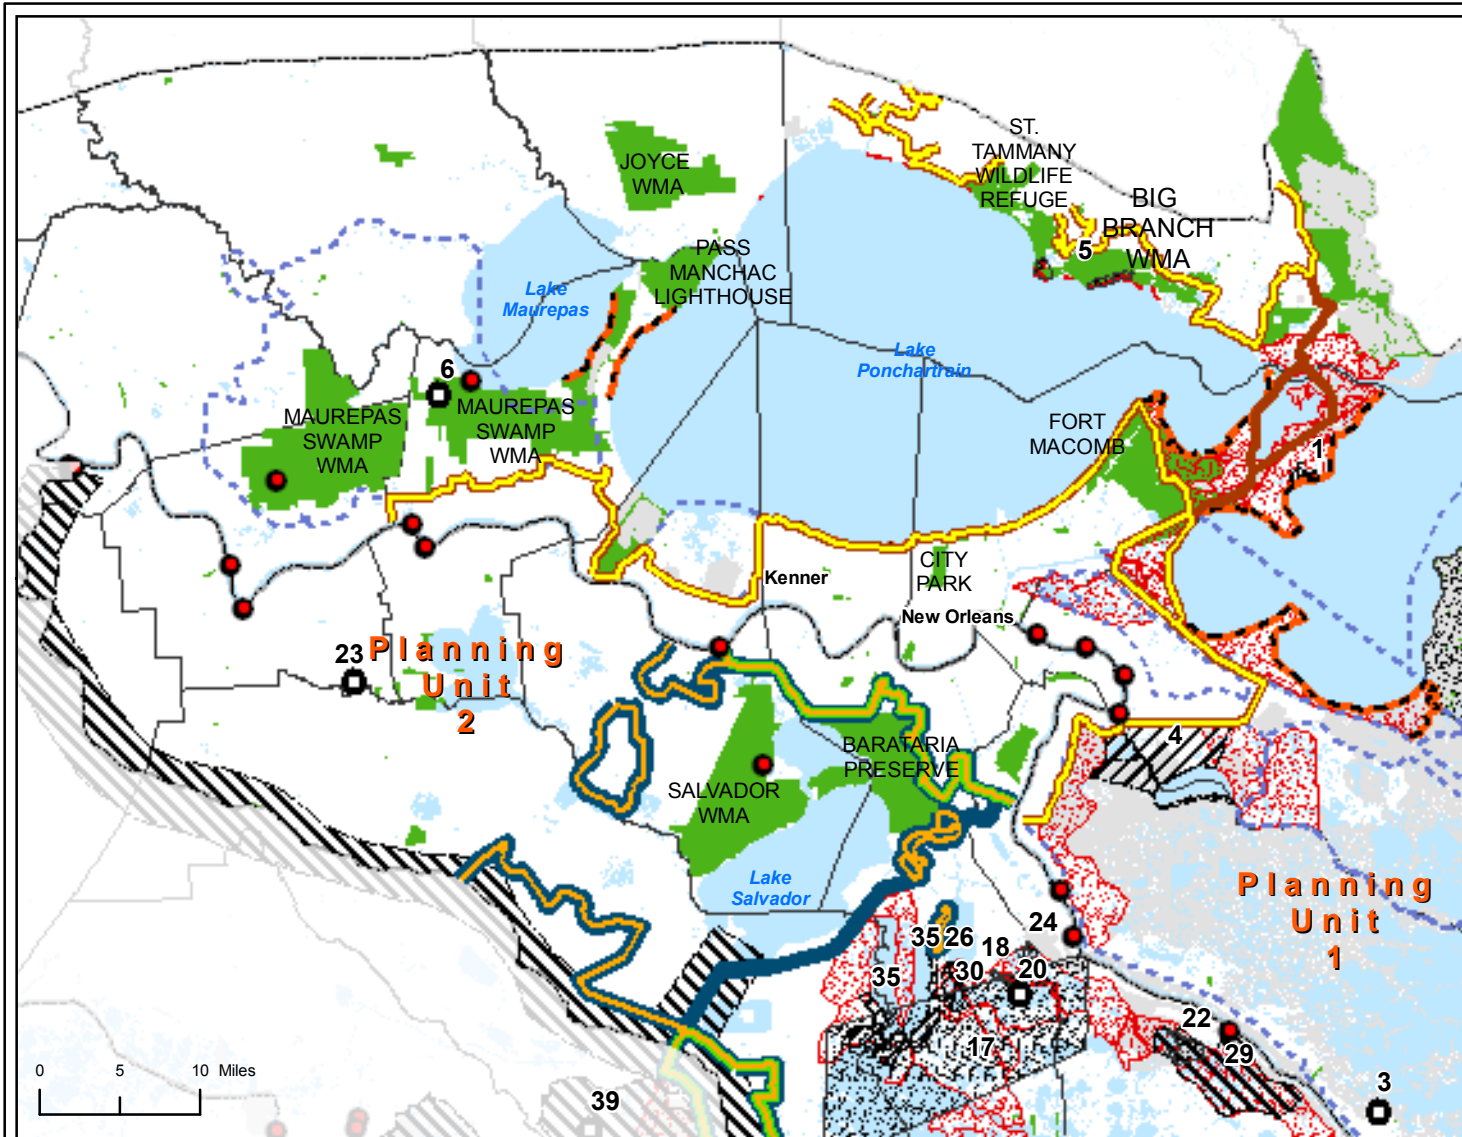 ST.
TAMMANY
WILDLIFE
REFUGE
JOYCE
WMA
BIG
BRANCH
WMA
5
PASS
MANCHAC
LIGHTHOUSE
Lake
Maurepas
Lake
Ponchartrain
6
MAUREPAS
SWAMP
WMA
MAUREPAS
SWAMP
WMA
FORT
MACOMB
1
CITY
PARK
Kenner
New Orleans
23
Planning
Unit
2
4
BARATARIA
PRESERVE
SALVADOR
WMA
Lake
Salvador
Planning
Unit
1
24
35
26
18
35
30
20
17
22
29
3
39
0 5 10 Miles